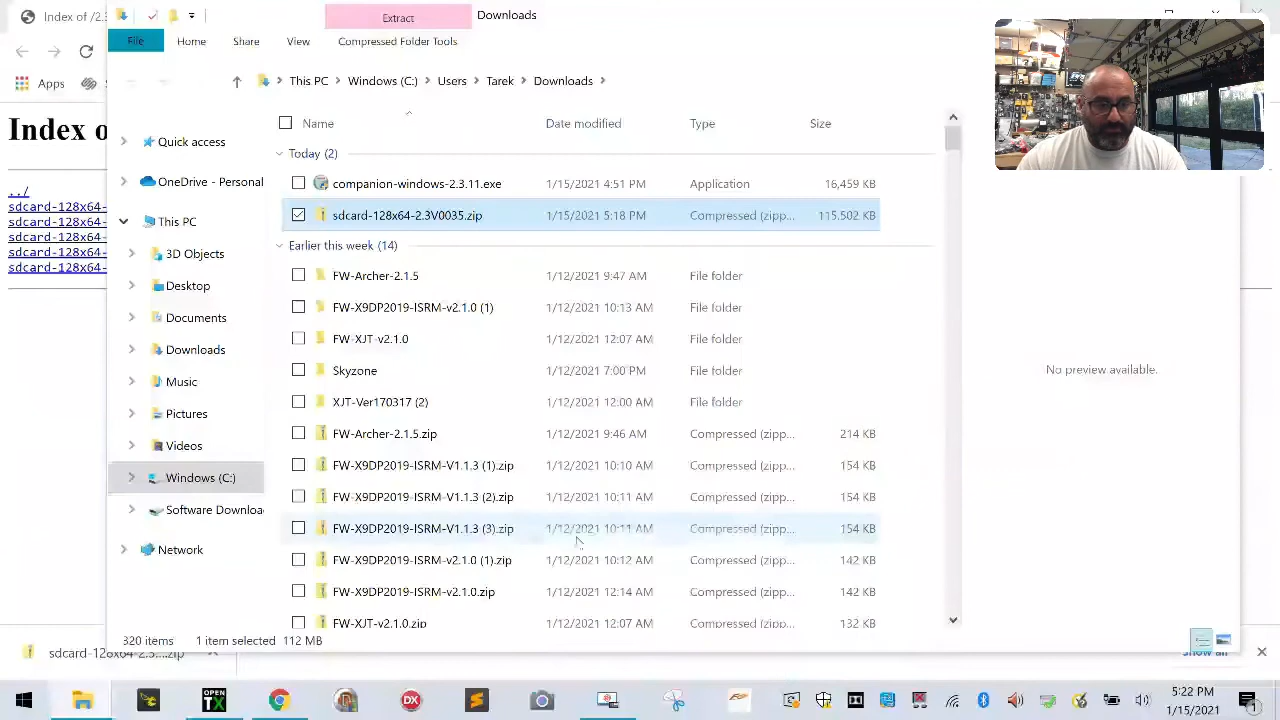 Index of /2.
Extract
Downloads
File
Home
Share
Compressed Folder Tools
Apps
This PC > Windows (C:) > Users > Tarek > Downloads >
Index o
Name
Date modified
Type
Size
Quick access
Today (2)
OneDrive - Personal
companion-windows-2.3.11.exe
1/15/2021 4:51 PM
Application
16,459 KB
../
sdcard-128x64-
sdcard-128x64-
sdcard-128x64-
sdcard-128x64-
sdcard-128x64-
This PC
sdcard-128x64-2.3V0035.zip
1/15/2021 5:18 PM
Compressed (zipp...
Earlier this week (14)
3D Objects
FW-Archer-2.1.5
1/12/2021 9:47 AM
File folder
Desktop
FW-X9DP2019-ISRM-v2.1.0 (1)
1/12/2021 10:13 AM
File folder
Documents
FW-XJT-v2.1.0
1/12/2021 12:07 AM
File folder
Downloads
Skyzone
1/12/2021 7:00 PM
File folder
No preview available.
Music
XJT-Ver170317 (2)
1/12/2021 12:00 AM
File folder
Pictures
FW-Archer-2.1.5.zip
1/12/2021 9:46 AM
Compressed (zipp...
214 KB
Videos
FW-X9DP2019-ISRM-V1.1.3 (1).zip
1/12/2021 10:10 AM
Compressed (zipp...
154 KB
Windows (C:)
FW-X9DP2019-ISRM-V1.1.3 (2).zip
1/12/2021 10:11 AM
Compressed (zipp...
154 KB
Software Downloa
FW-X9DP2019-ISRM-V1.1.3 (3).zip
1/12/2021 10:11 AM
Compressed (zipp...
154 KB
Network
FW-X9DP2019-ISRM-v2.1.0 (1).zip
1/12/2021 10:12 AM
Compressed (zipp...
142 KB
FW-X9DP2019-ISRM-v2.1.0.zip
1/12/2021 12:14 AM
Compressed (zipp...
142 KB
FW-XJT-v2.1.0.zip
1/12/2021 12:07 AM
Compressed (zipp...
132 KB
320 items
1 item selected 112 MB
sdcard-128x64-2.3....zip
Show all
OPEN
TX
DX
S
5:22 PM
1/15/2021